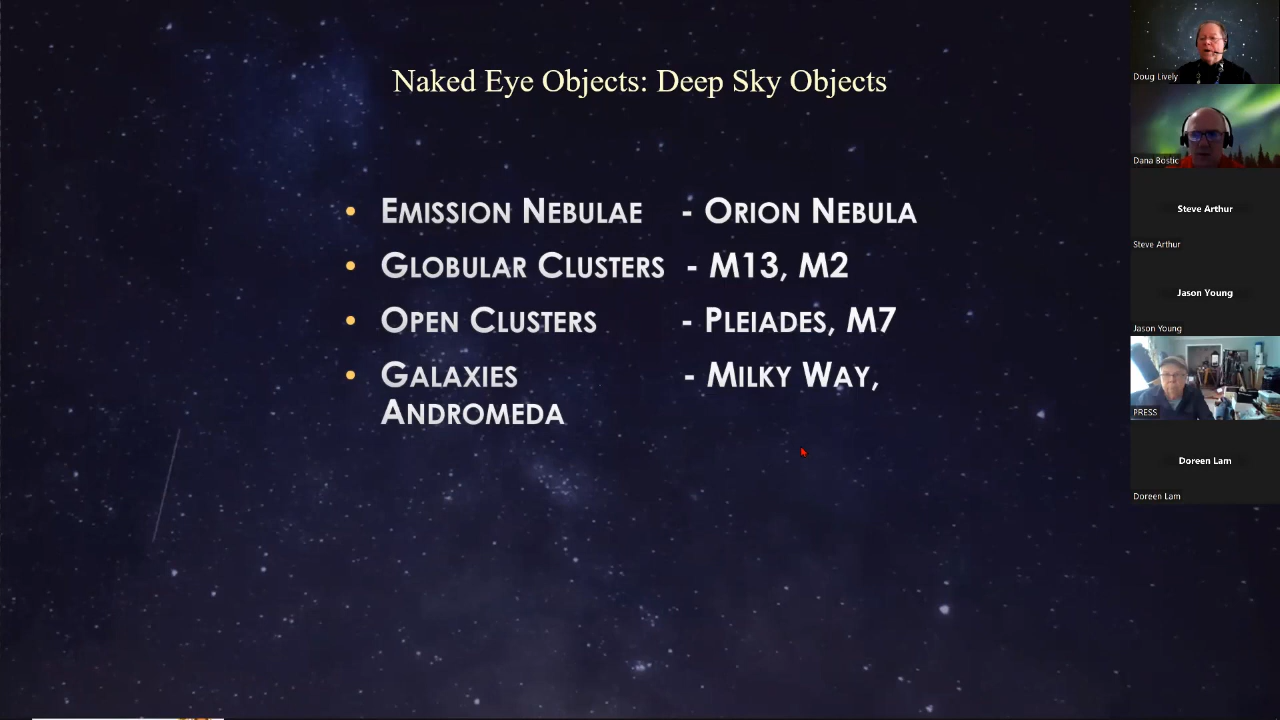 Naked Eye Objects: Deep Sky Objects
• EMISSION NEBULAE - ORION NEBULA
• GLOBULAR CLUSTERS - M13, M2
• OPEN CLUSTERS - PLEIADES, M7
• GALAXIES - MILKY WAY,
ANDROMEDA
Doug Lively
Dana Bostic
Steve Arthur
Steve Arthur
Jason Young
Jason Young
PRESS
Doreen Lam
Doreen Lam